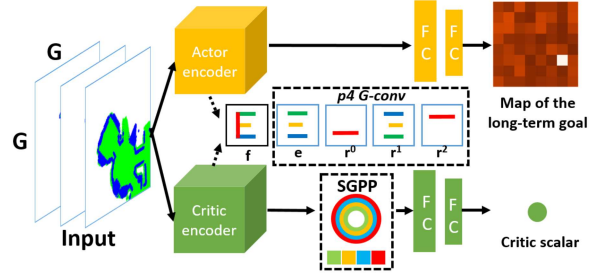 G
G
Input
Actor
encoder
F
C
F
C
Map of the
long-term goal
p4 G-conv
f
e
r⁰
r¹
r²
Critic
encoder
SGPP
F
C
F
C
Critic scalar